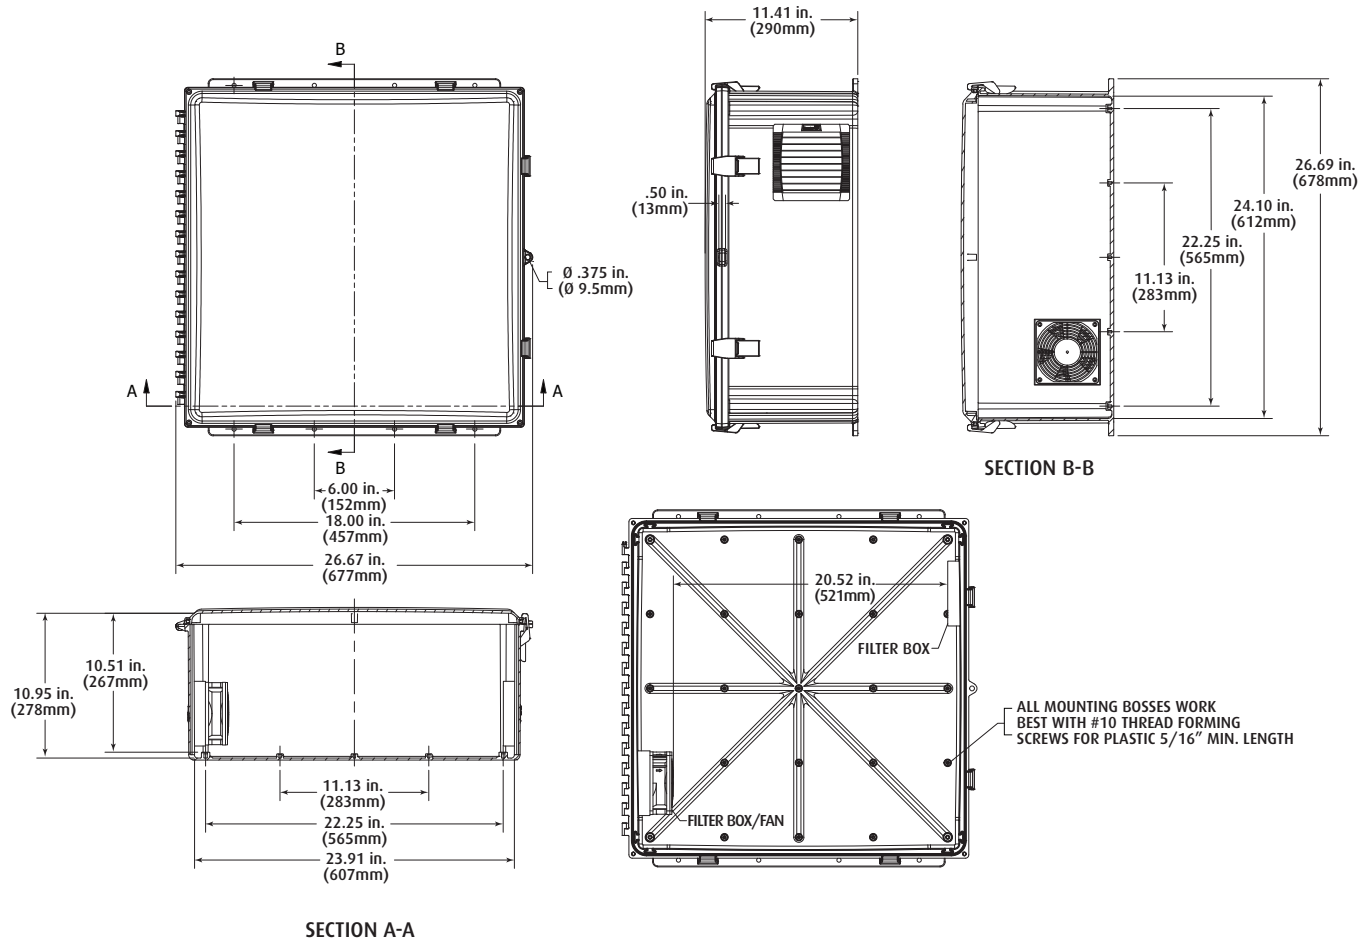 B
A
A
B
Ø .375 in.
(Ø 9.5mm)
6.00 in.
(152mm)
18.00 in.
(457mm)
26.67 in.
(677mm)
11.41 in.
(290mm)
.50 in.
(13mm)
26.69 in.
(678mm)
24.10 in.
(612mm)
22.25 in.
(565mm)
11.13 in.
(283mm)
SECTION B-B
10.51 in.
(267mm)
10.95 in.
(278mm)
11.13 in.
(283mm)
22.25 in.
(565mm)
23.91 in.
(607mm)
SECTION A-A
20.52 in.
(521mm)
FILTER BOX
FILTER BOX/FAN
ALL MOUNTING BOSSES WORK
BEST WITH #10 THREAD FORMING
SCREWS FOR PLASTIC 5/16″ MIN. LENGTH